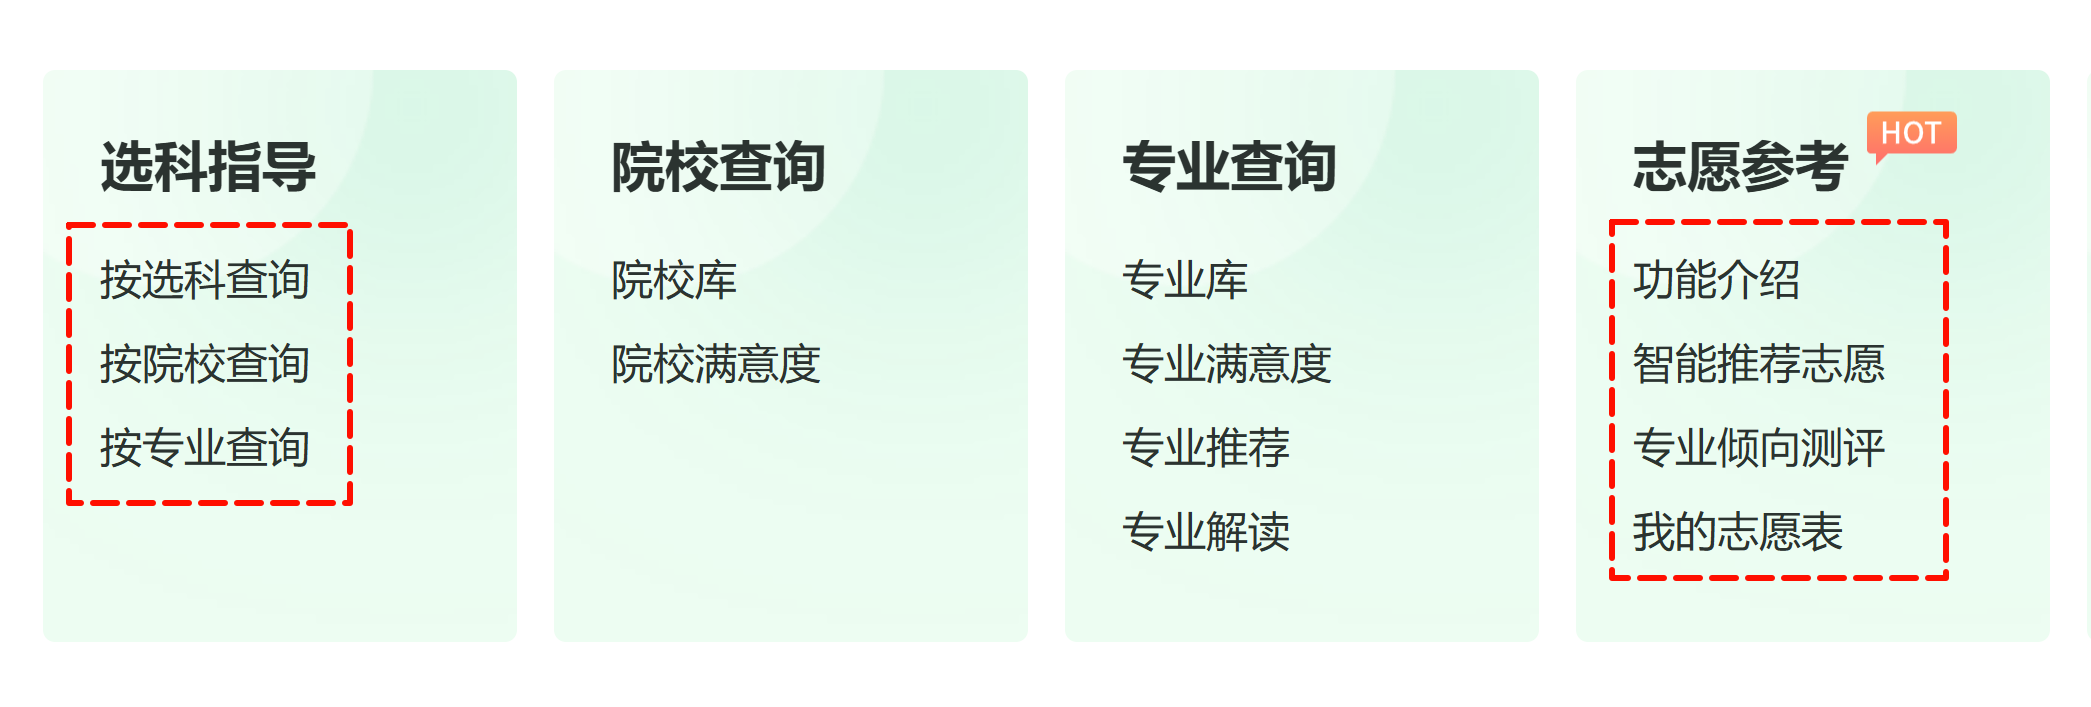 选科指导
按选科查询
按院校查询
按专业查询
院校查询
院校库
院校满意度
专业查询
专业库
专业满意度
专业推荐
专业解读
志愿参考
HOT
功能介绍
智能推荐志愿
专业倾向测评
我的志愿表